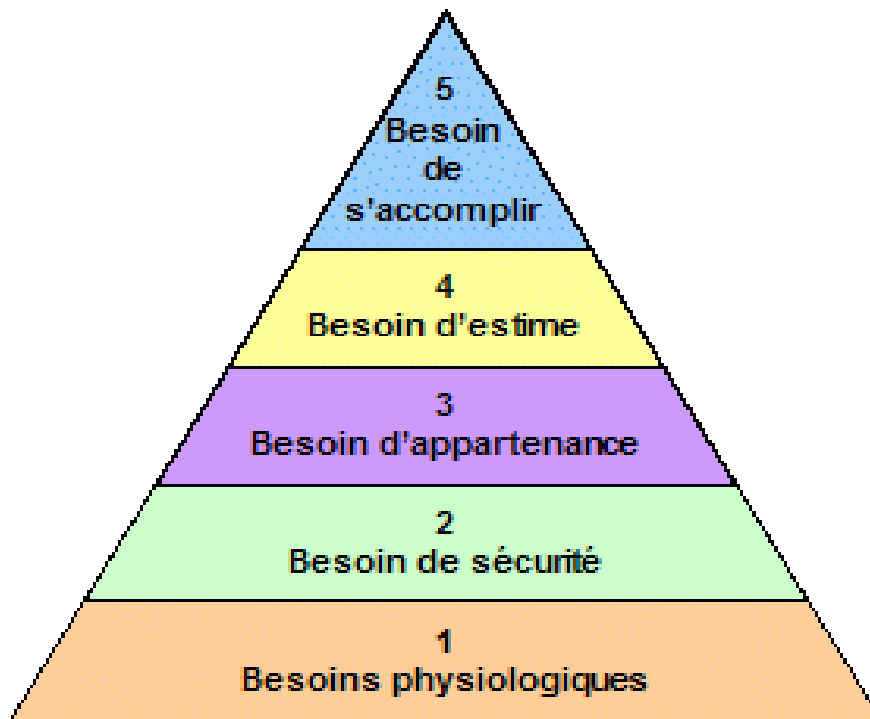 5
Besoin
de
s'accomplir
4
Besoin d'estime
3
Besoin d'appartenance
2
Besoin de sécurité
1
Besoins physiologiques